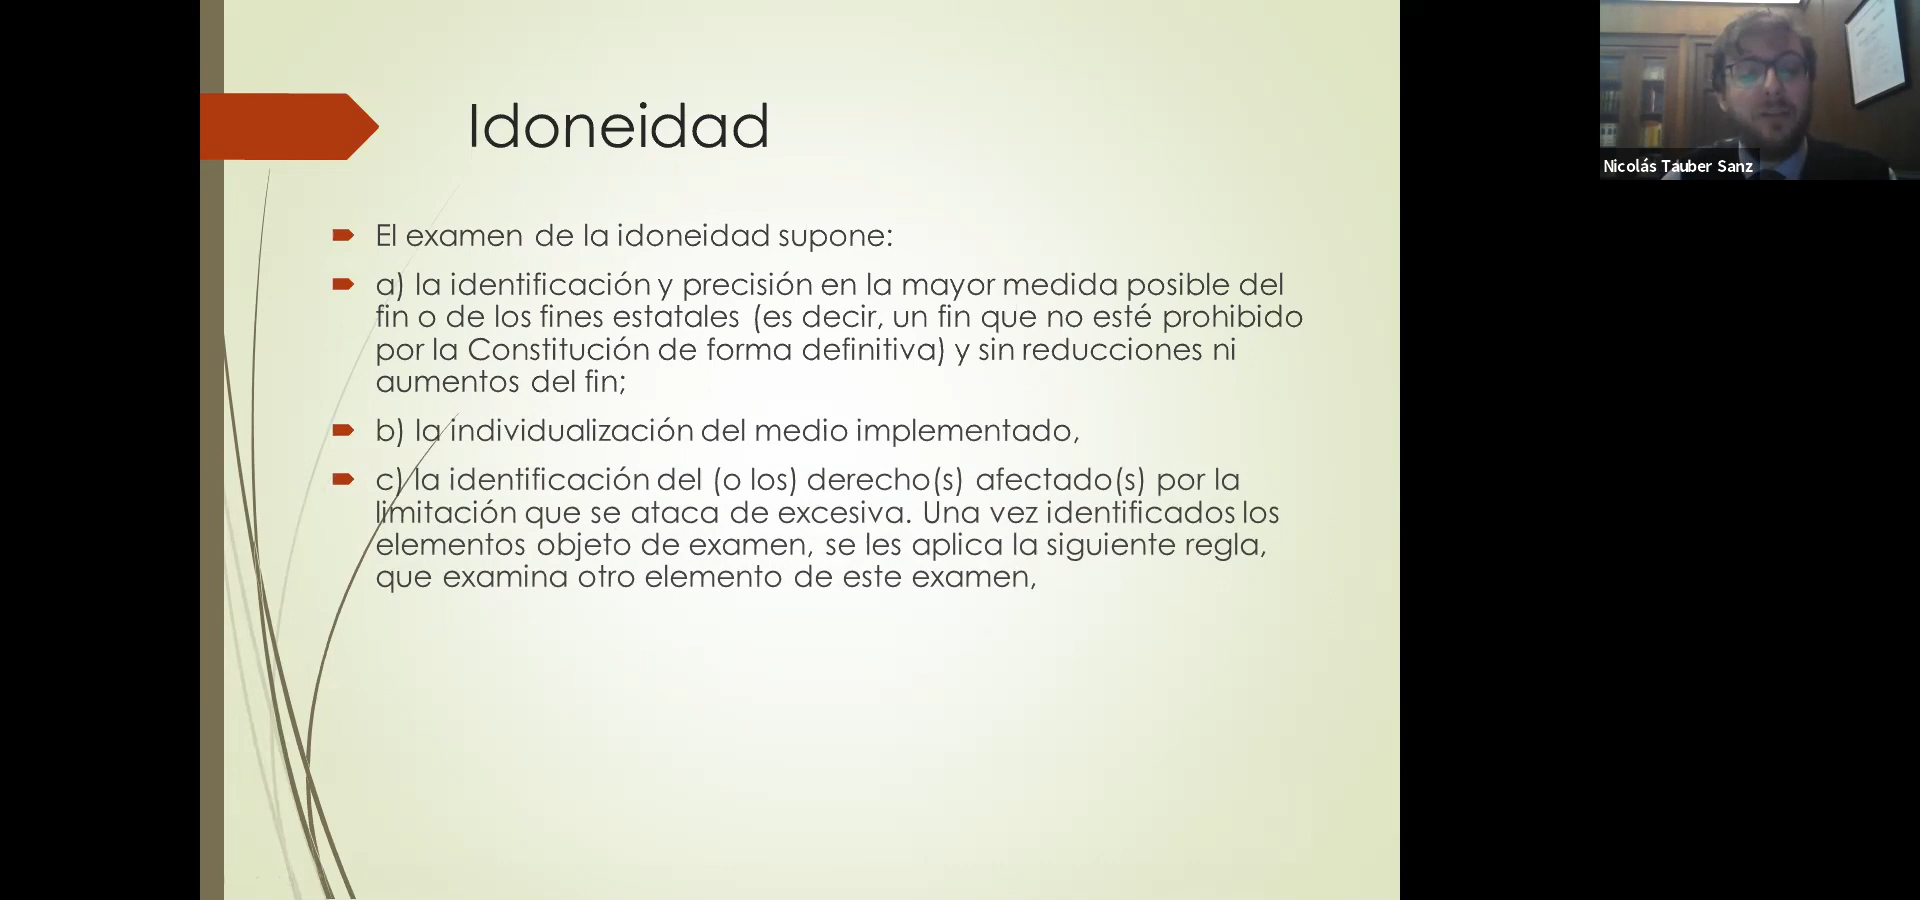 Idoneidad
El examen de la idoneidad supone:
a) la identificación y precisión en la mayor medida posible del
fin o de los fines estatales (es decir, un fin que no esté prohibido
por la Constitución de forma definitiva) y sin reducciones ni
aumentos del fin;
b) la individualización del medio implementado,
c) la identificación del (o los) derecho(s) afectado(s) por la
limitación que se ataca de excesiva. Una vez identificados los
elementos objeto de examen, se les aplica la siguiente regla,
que examina otro elemento de este examen,
Nicolás Tauber Sanz